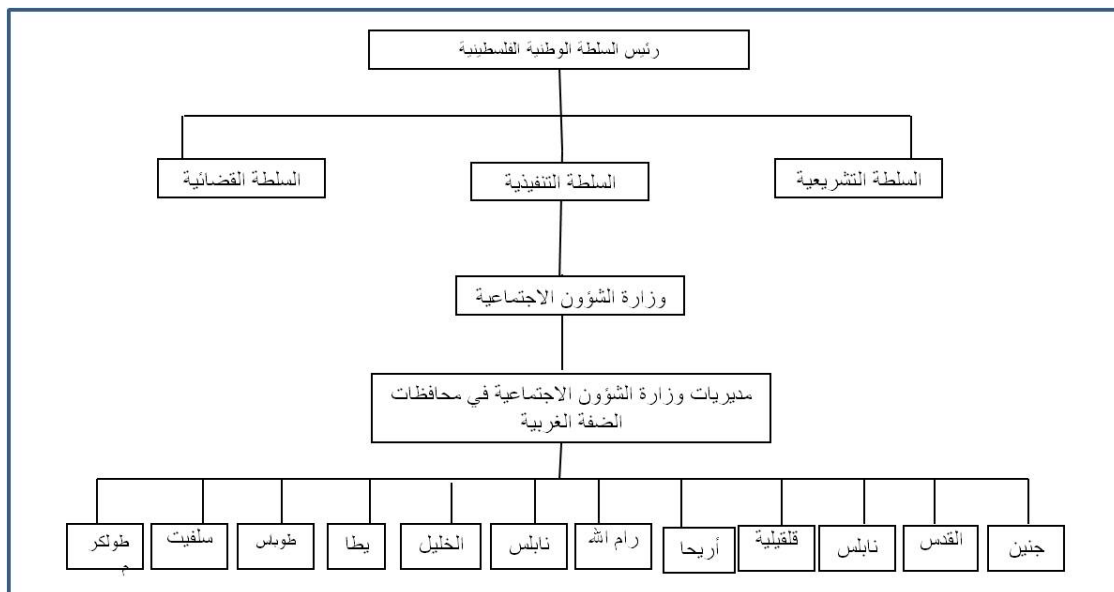 رئيس السلطة الوطنية الفلسطينية
السلطة التشريعية
السلطة التنفيذية
السلطة القضائية
وزارة الشؤون الاجتماعية
مديريات وزارة الشؤون الاجتماعية في محافظات
الضفة الغربية
جنين
القدس
نابلس
قلقيلية
أريحا
رام الله
نابلس
الخليل
يطا
طوباس
سلفيت
طولكر
م